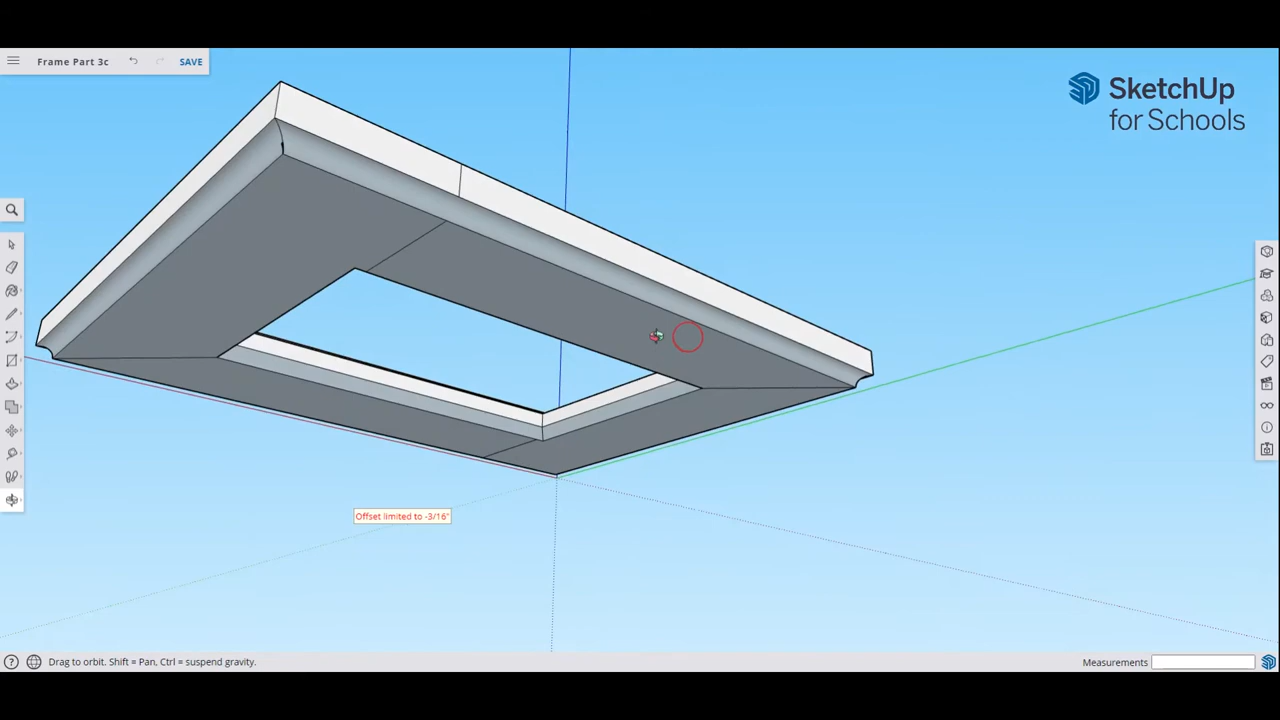 Frame Part 3c
SAVE
SketchUp
for Schools
Offset limited to -3/16"
Drag to orbit. Shift = Pan, Ctrl = suspend gravity.
Measurements